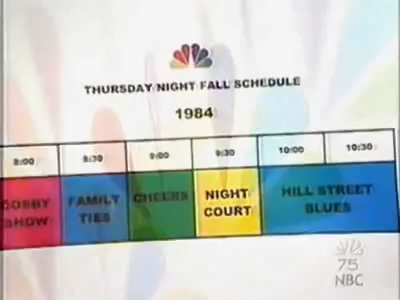 THURSDAY NIGHT FALL SCHEDULE
1984
8:00 8:30 9:00 9:30 10:00 10:30
COSBY SHOW
FAMILY TIES
CHEERS
NIGHT COURT
HILL STREET BLUES
75
NBC